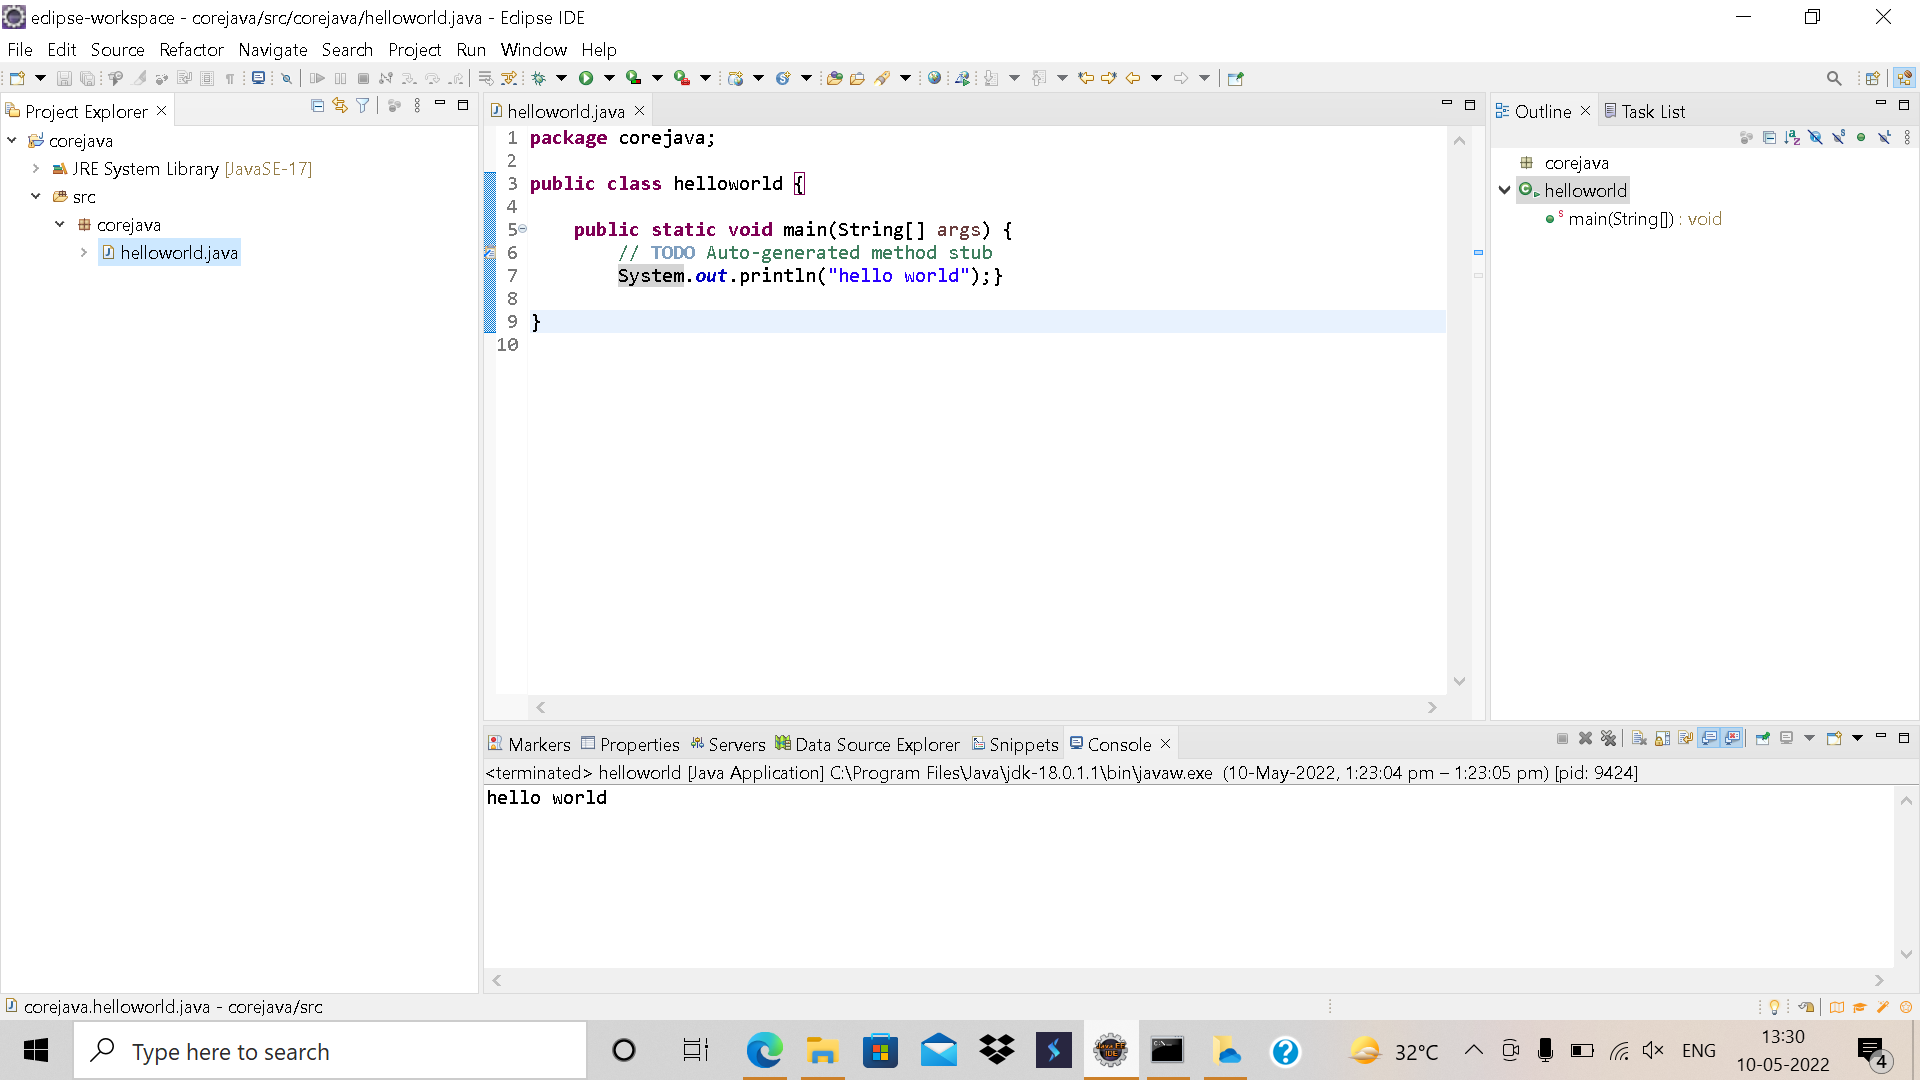 eclipse-workspace - corejava/src/corejava/helloworld.java - Eclipse IDE
File Edit Source Refactor Navigate Search Project Run Window Help
Project Explorer
corejava
JRE System Library [JavaSE-17]
src
corejava
helloworld.java
helloworld.java
1 package corejava;
2
3 public class helloworld {
4
5 public static void main(String[] args) {
6 // TODO Auto-generated method stub
7 System.out.println("hello world");}
8
9 }
10
Outline Task List
corejava
helloworld
main(String[]) : void
Markers Properties Servers Data Source Explorer Snippets Console
<terminated> helloworld [Java Application] C:\Program Files\Java\jdk-18.0.1.1\bin\javaw.exe (10-May-2022, 1:23:04 pm – 1:23:05 pm) [pid: 9424]
hello world
corejava.helloworld.java - corejava/src
Type here to search
32°C
ENG
13:30
10-05-2022
4